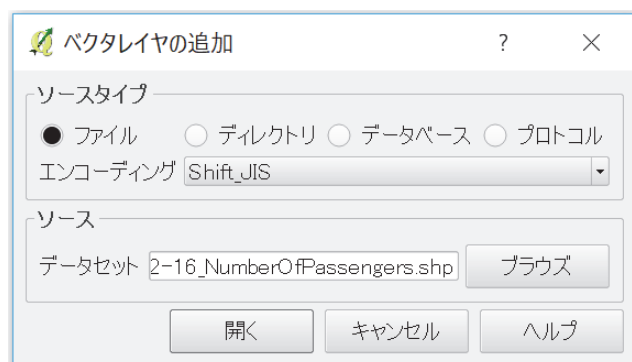 ベクタレイヤの追加 ?
ソースタイプ
ファイル ディレクトリ データベース プロトコル
エンコーディング Shift_JIS
ソース
データセット 2-16_NumberOfPassengers.shp ブラウズ
開く キャンセル ヘルプ